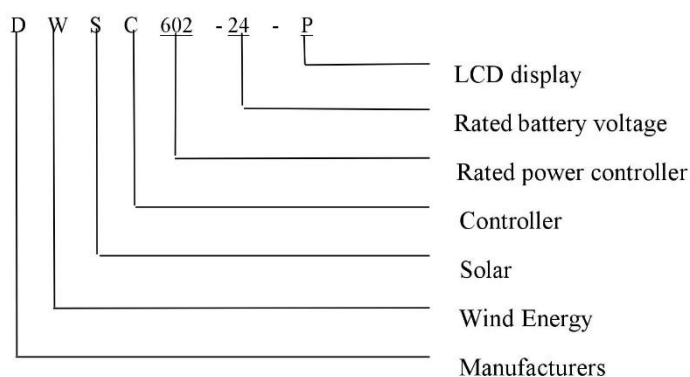 D W S C 602 - 24 - P
LCD display
Rated battery voltage
Rated power controller
Controller
Solar
Wind Energy
Manufacturers